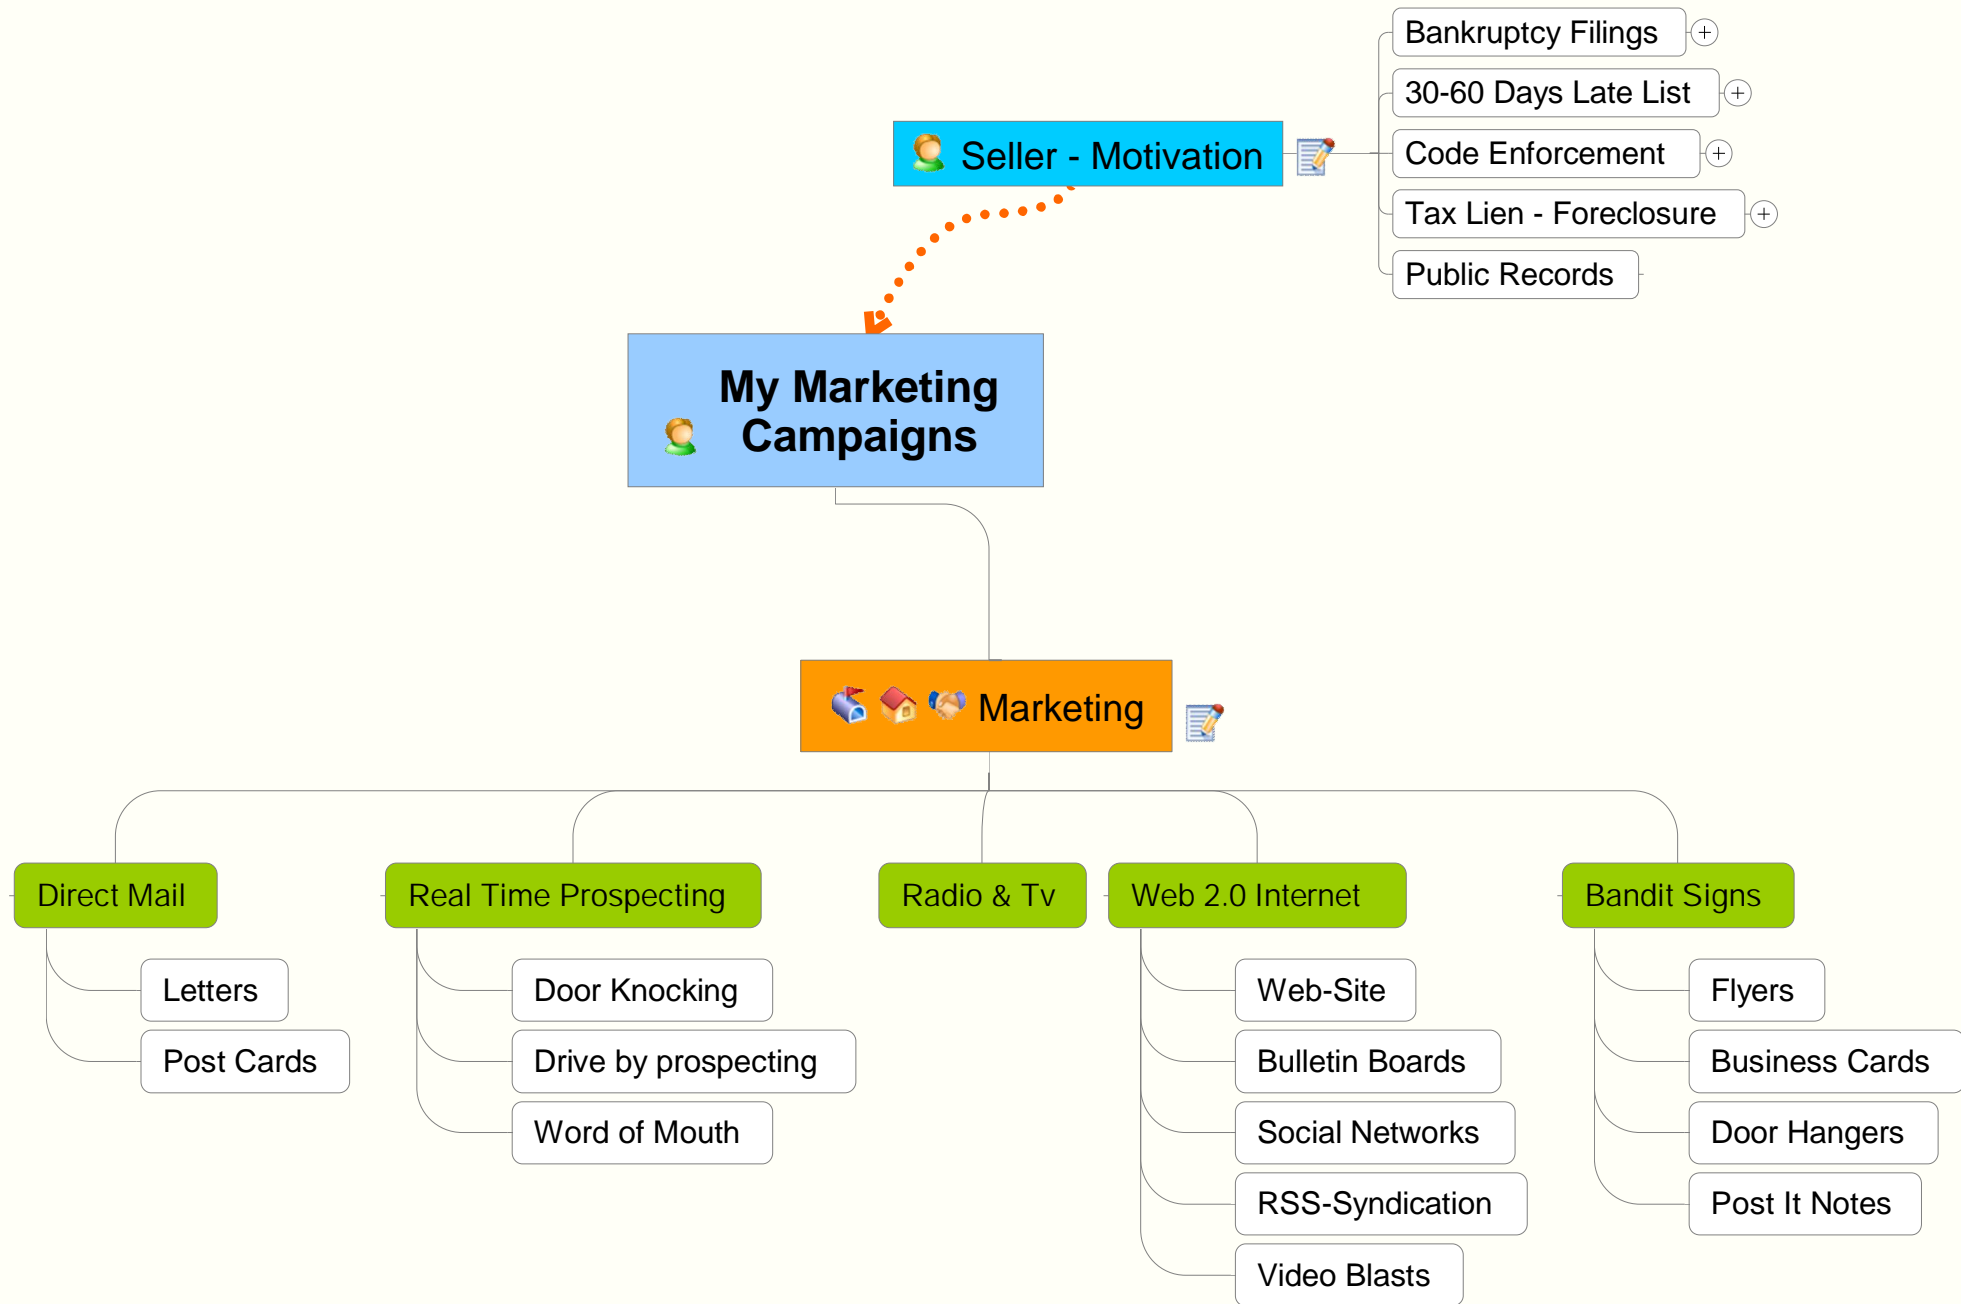 Bankruptcy Filings
30-60 Days Late List
Seller - Motivation
Code Enforcement
Tax Lien - Foreclosure
Public Records
My Marketing
Campaigns
Marketing
Direct Mail
Real Time Prospecting
Radio & Tv
Web 2.0 Internet
Bandit Signs
Letters
Post Cards
Door Knocking
Drive by prospecting
Word of Mouth
Web-Site
Bulletin Boards
Social Networks
RSS-Syndication
Video Blasts
Flyers
Business Cards
Door Hangers
Post It Notes